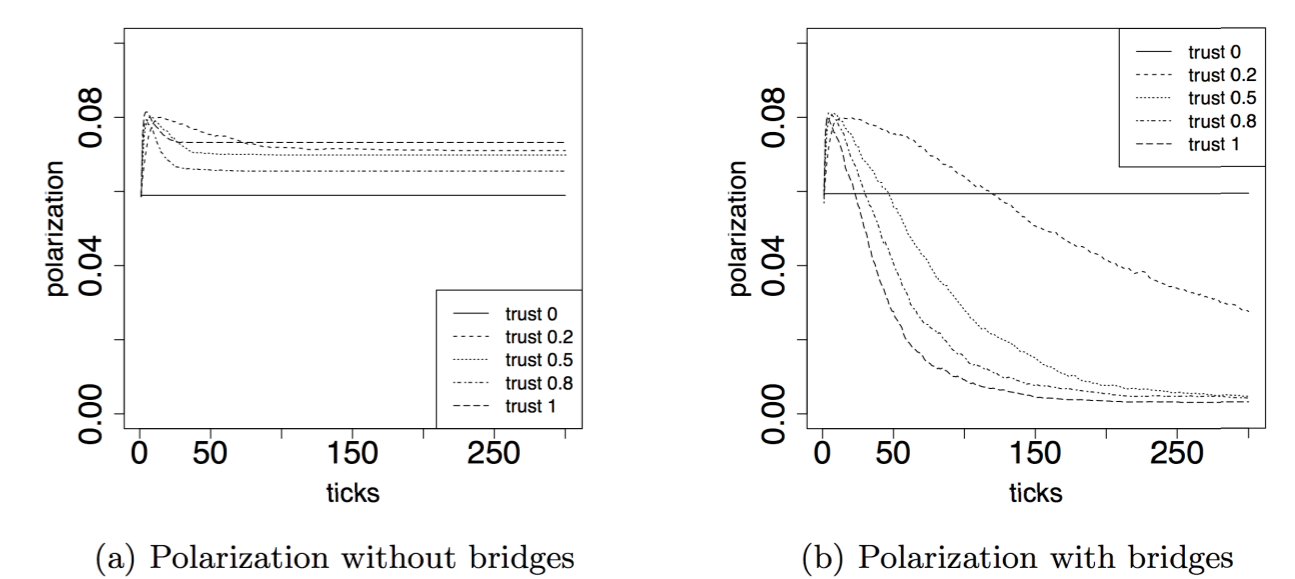 polarization
0.08
0.04
0.00
trust 0
trust 0.2
trust 0.5
trust 0.8
trust 1
0 50 150 250
ticks
(a) Polarization without bridges
polarization
0.08
0.04
0.00
trust 0
trust 0.2
trust 0.5
trust 0.8
trust 1
0 50 150 250
ticks
(b) Polarization with bridges